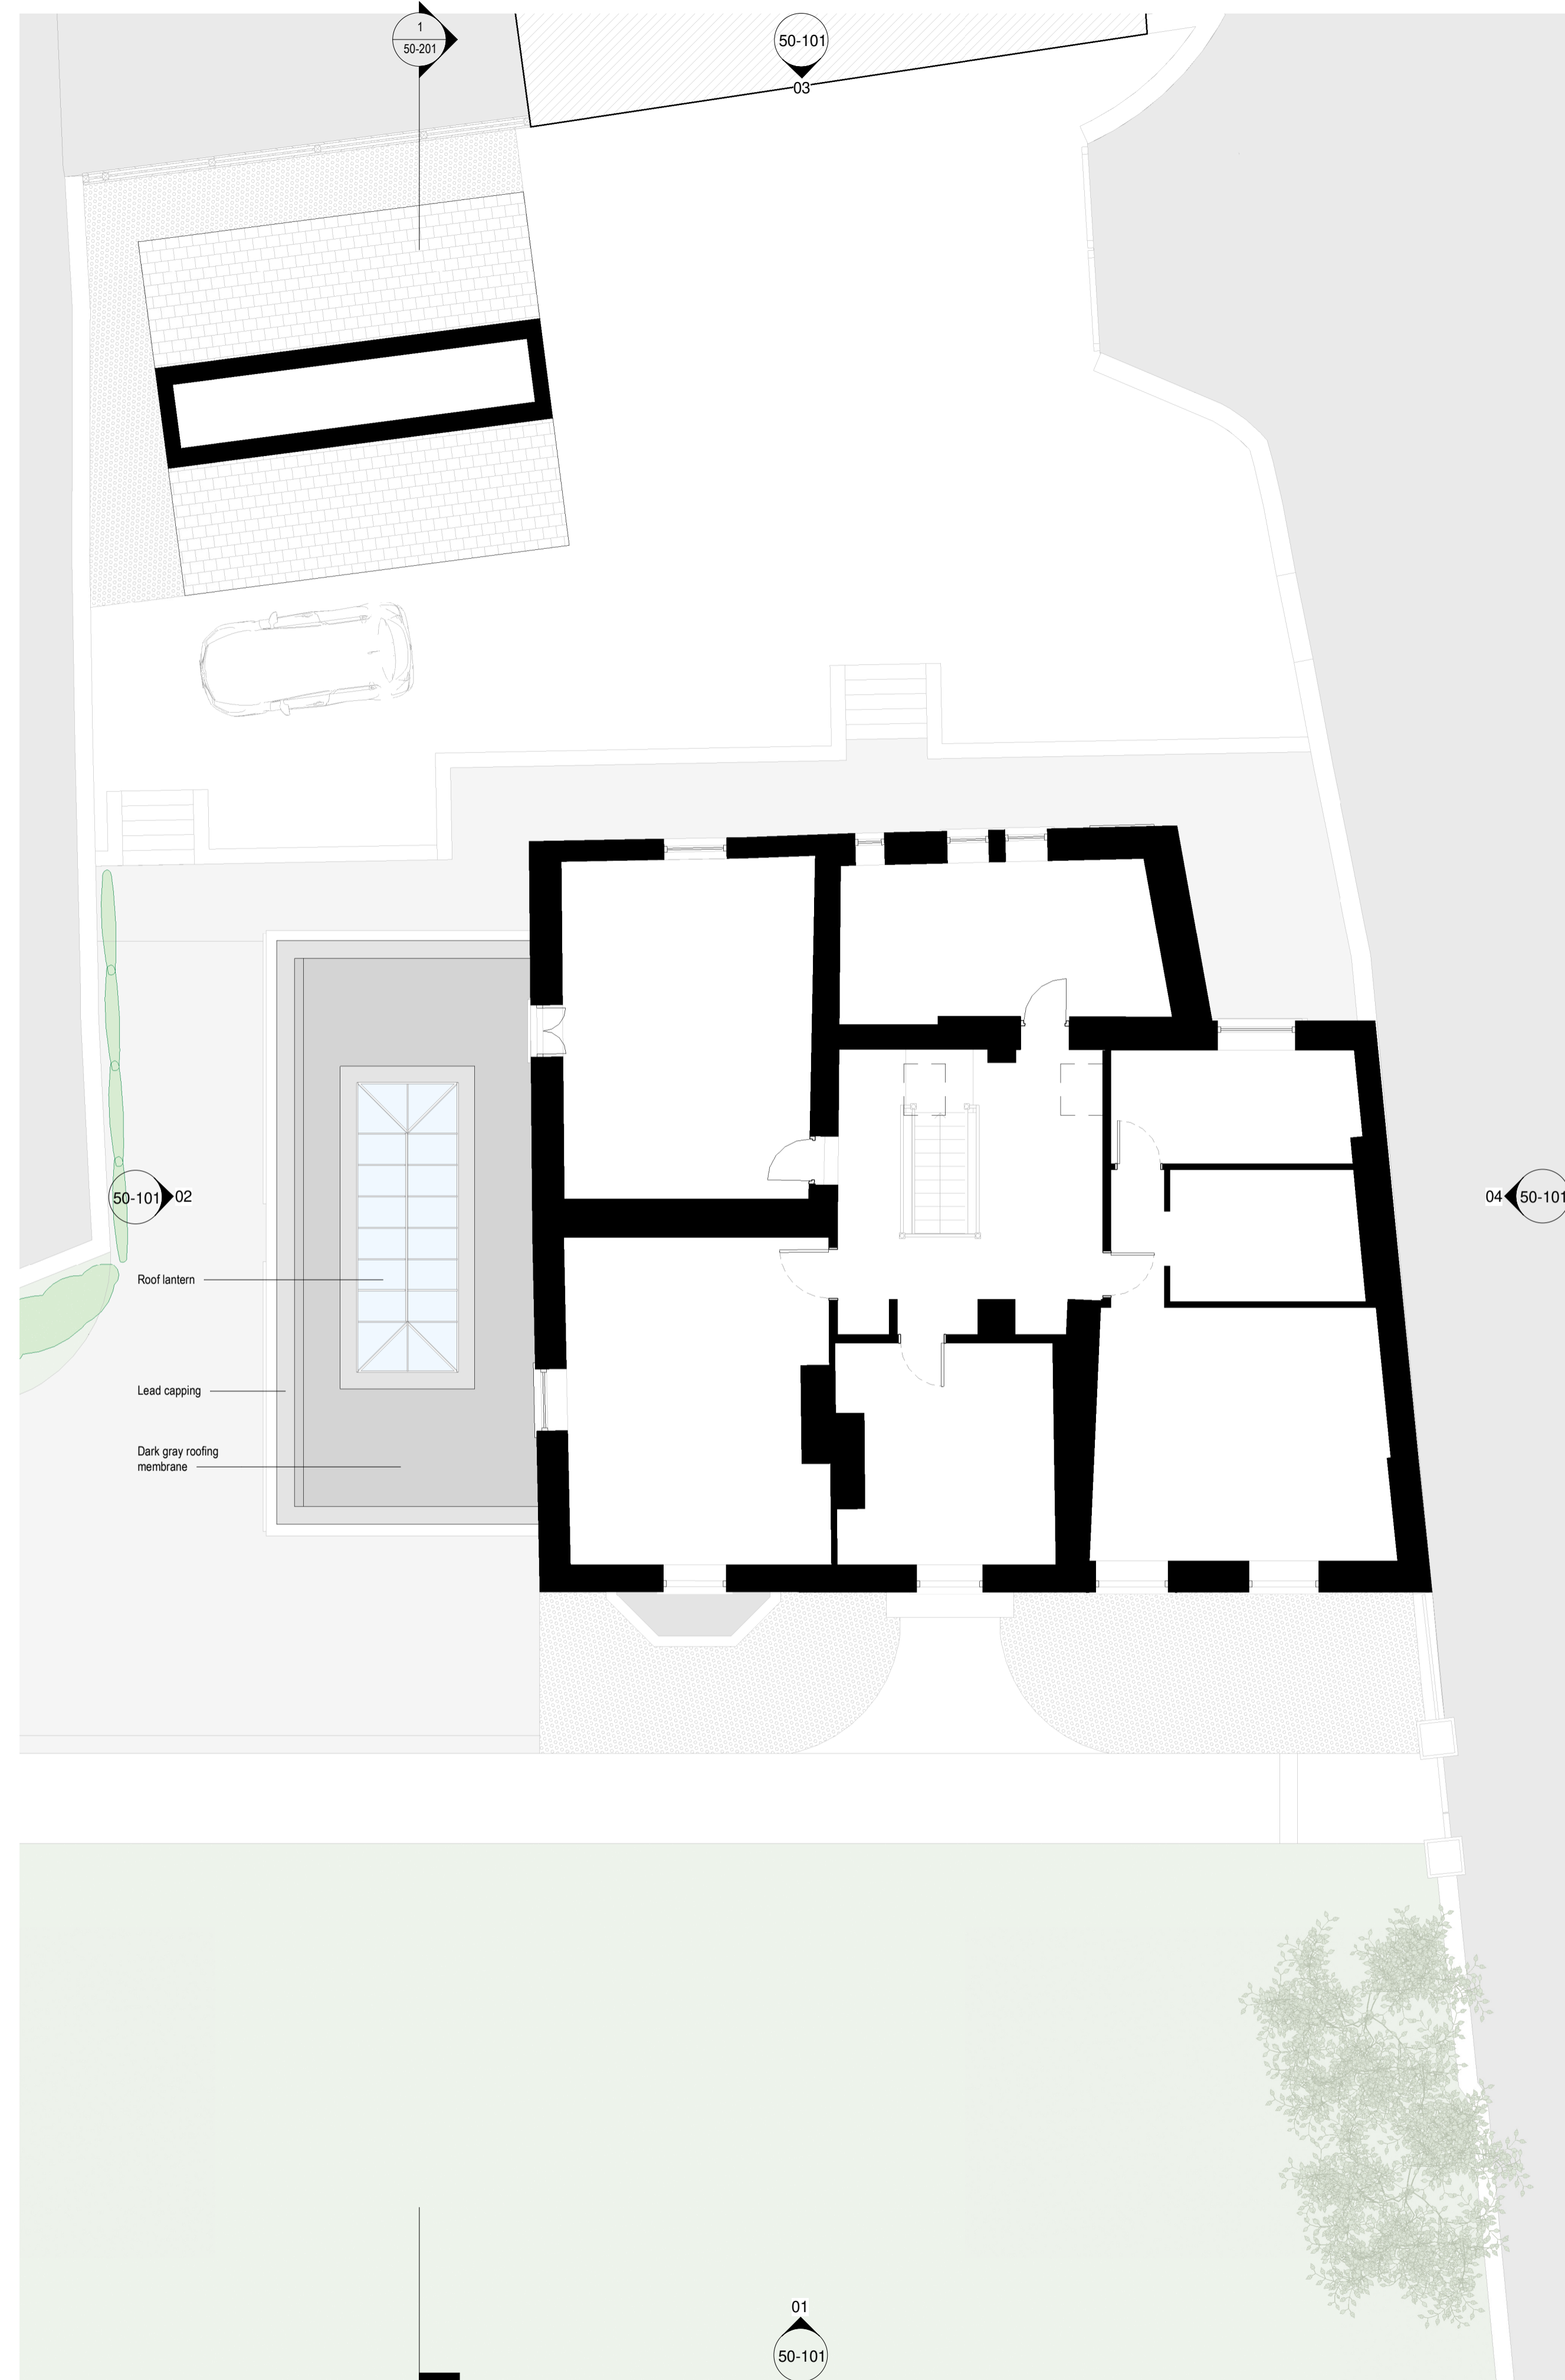 1
50-201
50-101
03
50-101
02
04
50-101
Roof lantern
Lead capping
Dark gray roofing
membrane
01
50-101